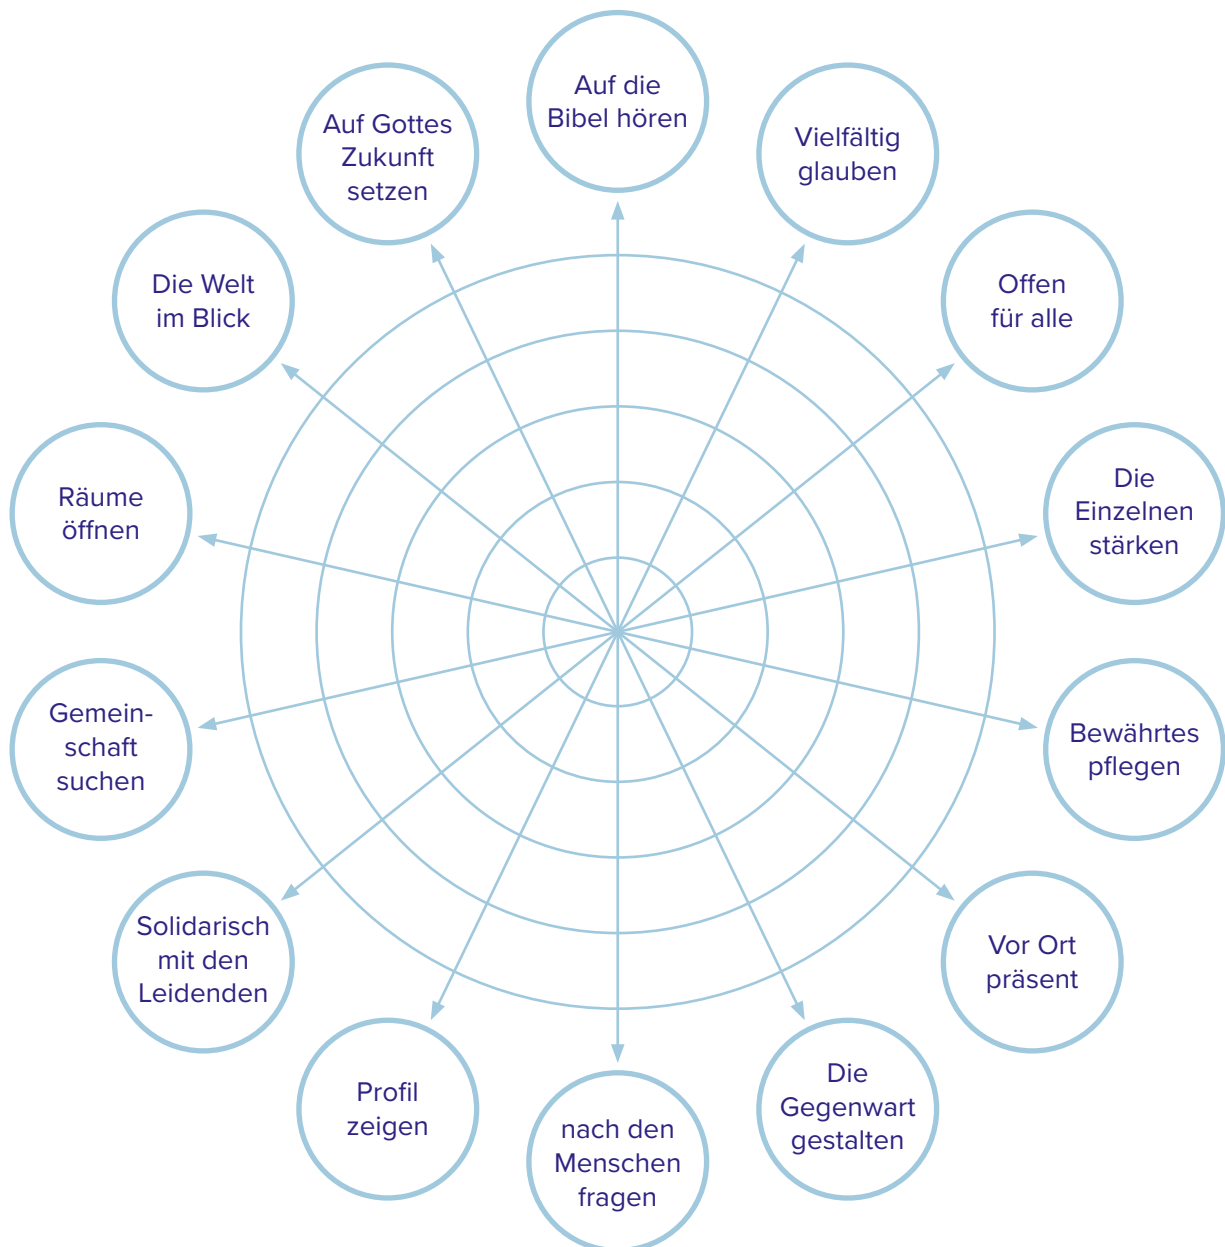 Auf die
Bibel hören
Vielfältig
glauben
Offen
für alle
Die
Einzelnen
stärken
Bewährtes
pflegen
Vor Ort
präsent
Die
Gegenwart
gestalten
nach den
Menschen
fragen
Profil
zeigen
Solidarisch
mit den
Leidenden
Gemein-
schaft
suchen
Räume
öffnen
Die Welt
im Blick
Auf Gottes
Zukunft
setzen